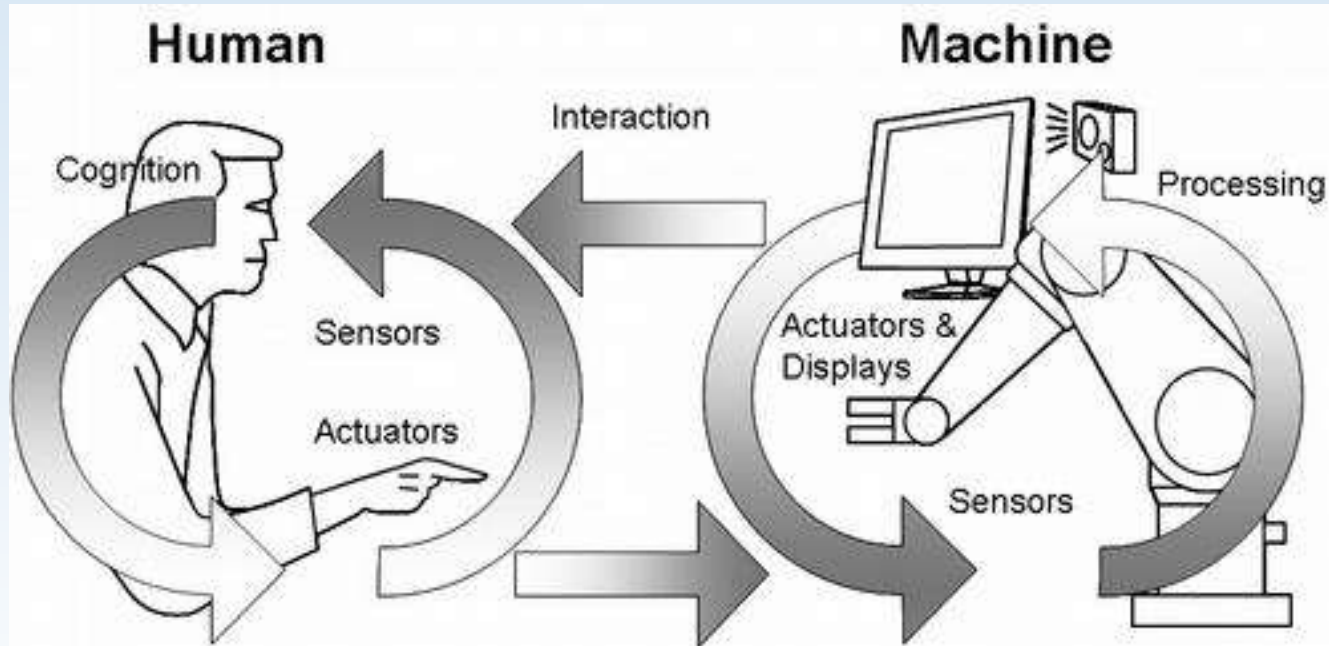 Human
Machine
Interaction
Cognition
Processing
Sensors
Actuators &
Displays
Actuators
Sensors